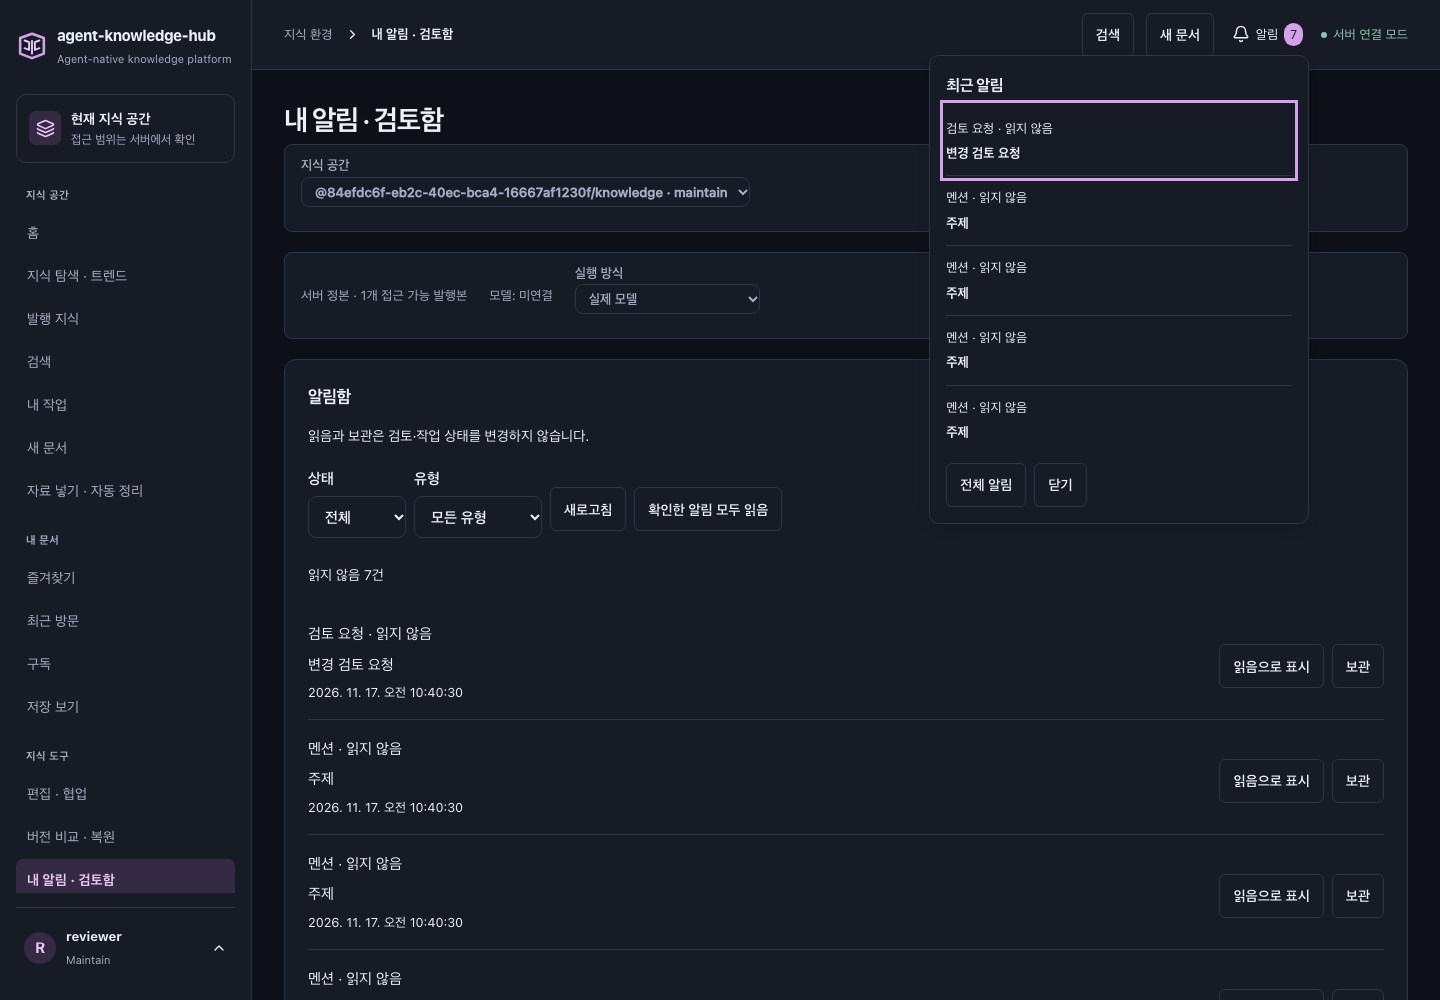 agent-knowledge-hub
Agent-native knowledge platform
현재 지식 공간
접근 범위는 서버에서 확인
지식 공간
홈
지식 탐색 · 트렌드
발행 지식
검색
내 작업
새 문서
자료 넣기 · 자동 정리
내 문서
즐겨찾기
최근 방문
구독
저장 보기
지식 도구
편집 · 협업
버전 비교 · 복원
내 알림 · 검토함
R
reviewer
Maintain
지식 환경
내 알림 · 검토함
검색
새 문서
알림 7
서버 연결 모드
내 알림 · 검토함
지식 공간
@84efdc6f-eb2c-40ec-bca4-16667af1230f/knowledge · maintain
서버 정본 · 1개 접근 가능 발행본
모델: 미연결
실행 방식
실제 모델
최근 알림
검토 요청 · 읽지 않음
변경 검토 요청
멘션 · 읽지 않음
주제
멘션 · 읽지 않음
주제
멘션 · 읽지 않음
주제
멘션 · 읽지 않음
주제
전체 알림
닫기
알림함
읽음과 보관은 검토·작업 상태를 변경하지 않습니다.
상태
전체
유형
모든 유형
새로고침
확인한 알림 모두 읽음
읽지 않음 7건
검토 요청 · 읽지 않음
변경 검토 요청
2026. 11. 17. 오전 10:40:30
읽음으로 표시
보관
멘션 · 읽지 않음
주제
2026. 11. 17. 오전 10:40:30
읽음으로 표시
보관
멘션 · 읽지 않음
주제
2026. 11. 17. 오전 10:40:30
읽음으로 표시
보관
멘션 · 읽지 않음